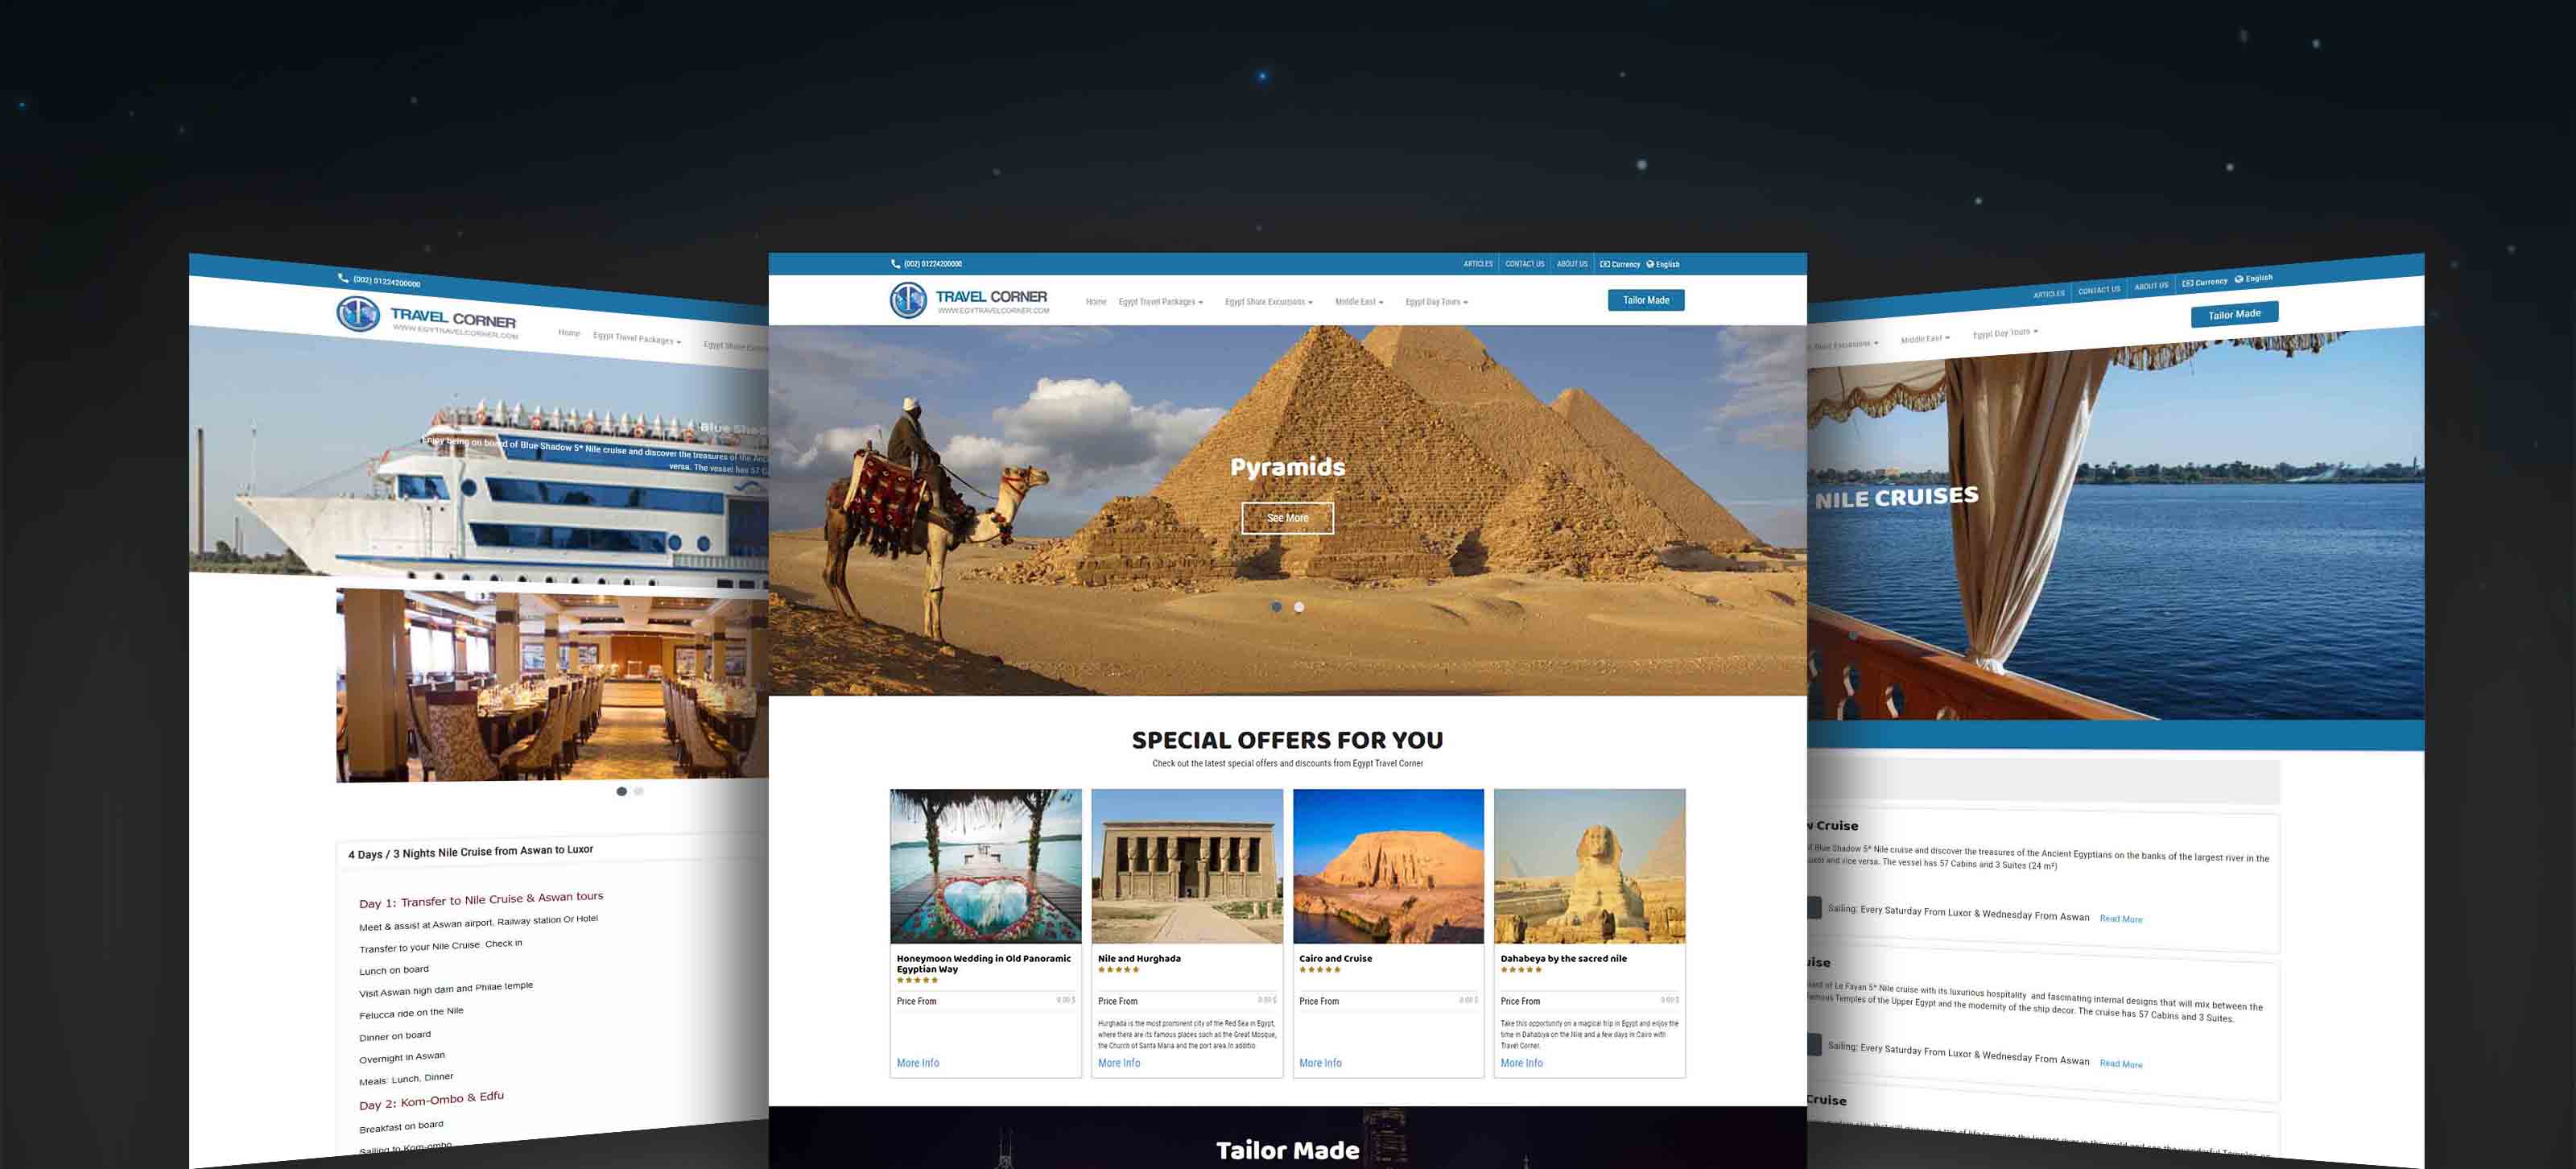 (002) 01224200000
TRAVEL CORNER
WWW.EGYTRAVELCORNER.COM
Home
Egypt Travel Packages
Egypt Shore
Blue Shad
Enjoy being on board of Blue Shadow 5* Nile cruise and discover the treasures of the Anc
versa. The vessel has 57 C
4 Days / 3 Nights Nile Cruise from Aswan to Luxor
Day 1: Transfer to Nile Cruise & Aswan tours
Meet & assist at Aswan airport, Railway station Or Hotel
Transfer to your Nile Cruise. Check in
Lunch on board
Visit Aswan high dam and Philae temple
Felucca ride on the Nile
Dinner on board
Overnight in Aswan
Meals: Lunch, Dinner
Day 2: Kom-Ombo & Edfu
Breakfast on board
Sailing to Kom-ombo
(002) 01224200000
ARTICLES
CONTACT US
ABOUT US
Currency
English
TRAVEL CORNER
WWW.EGYTRAVELCORNER.COM
Home
Egypt Travel Packages
Egypt Shore Excursions
Middle East
Egypt Day Tours
Tailor Made
Pyramids
See More
SPECIAL OFFERS FOR YOU
Check out the latest special offers and discounts from Egypt Travel Corner
Honeymoon Wedding in Old Panoramic
Egyptian Way
Price From
0.00 $
More Info
Nile and Hurghada
Price From
0.00 $
Hurghada is the most prominent city of the Red Sea in Egypt,
where there are its famous places such as the Great Mosque,
the Church of Santa Maria and the port area.In additio
More Info
Cairo and Cruise
Price From
0.00 $
More Info
Dahabeya by the sacred nile
Price From
0.00 $
Take this opportunity on a magical trip in Egypt and enjoy the
time in Dahabiya on the Nile and a few days in Cairo with
Travel Corner.
More Info
Tailor Made
ARTICLES
CONTACT US
ABOUT US
Currency
English
Excursions
Middle East
Egypt Day Tours
Tailor Made
NILE CRUISES
w Cruise
of Blue Shadow 5* Nile cruise and discover the treasures of the Ancient Egyptians on the banks of the largest river in the
uxor and vice versa. The vessel has 57 Cabins and 3 Suites (24 m²)
Sailing: Every Saturday From Luxor & Wednesday From Aswan
Read More
uise
of Le Fayan 5* Nile cruise with its luxurious hospitality and fascinating internal designs that will mix between the
famous Temples of the Upper Egypt and the modernity of the ship decor. The cruise has 57 Cabins and 3 Suites.
Sailing: Every Saturday From Luxor & Wednesday From Aswan
Read More
Cruise